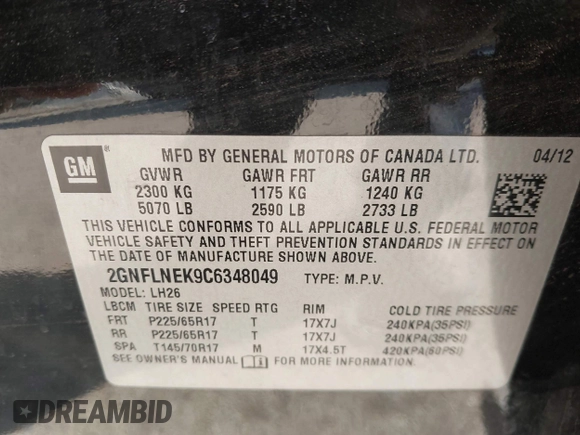 GM MFD BY GENERAL MOTORS OF CANADA LTD. 04/12
GVWR GAWR FRT GAWR RR
2300 KG 1175 KG 1240 KG
5070 LB 2590 LB 2733 LB
THIS VEHICLE CONFORMS TO ALL APPLICABLE U.S. FEDERAL MOTOR
VEHICLE SAFETY AND THEFT PREVENTION STANDARDS IN EFFECT ON
THE DATE OF MANUFACTURE SHOWN ABOVE.
2GNFLNEK9C6348049 TYPE: M.P.V.
MODEL: LH26
LBCM TIRE SIZE SPEED RTG RIM COLD TIRE PRESSURE
FRT P225/65R17 T 17X7J 240KPA(35PSI)
RR P225/65R17 T 17X7J 240KPA(35PSI)
SPA T145/70R17 M 17X4.5T 420KPA(60PSI)
SEE OWNER'S MANUAL FOR MORE INFORMATION.
DREAMBID